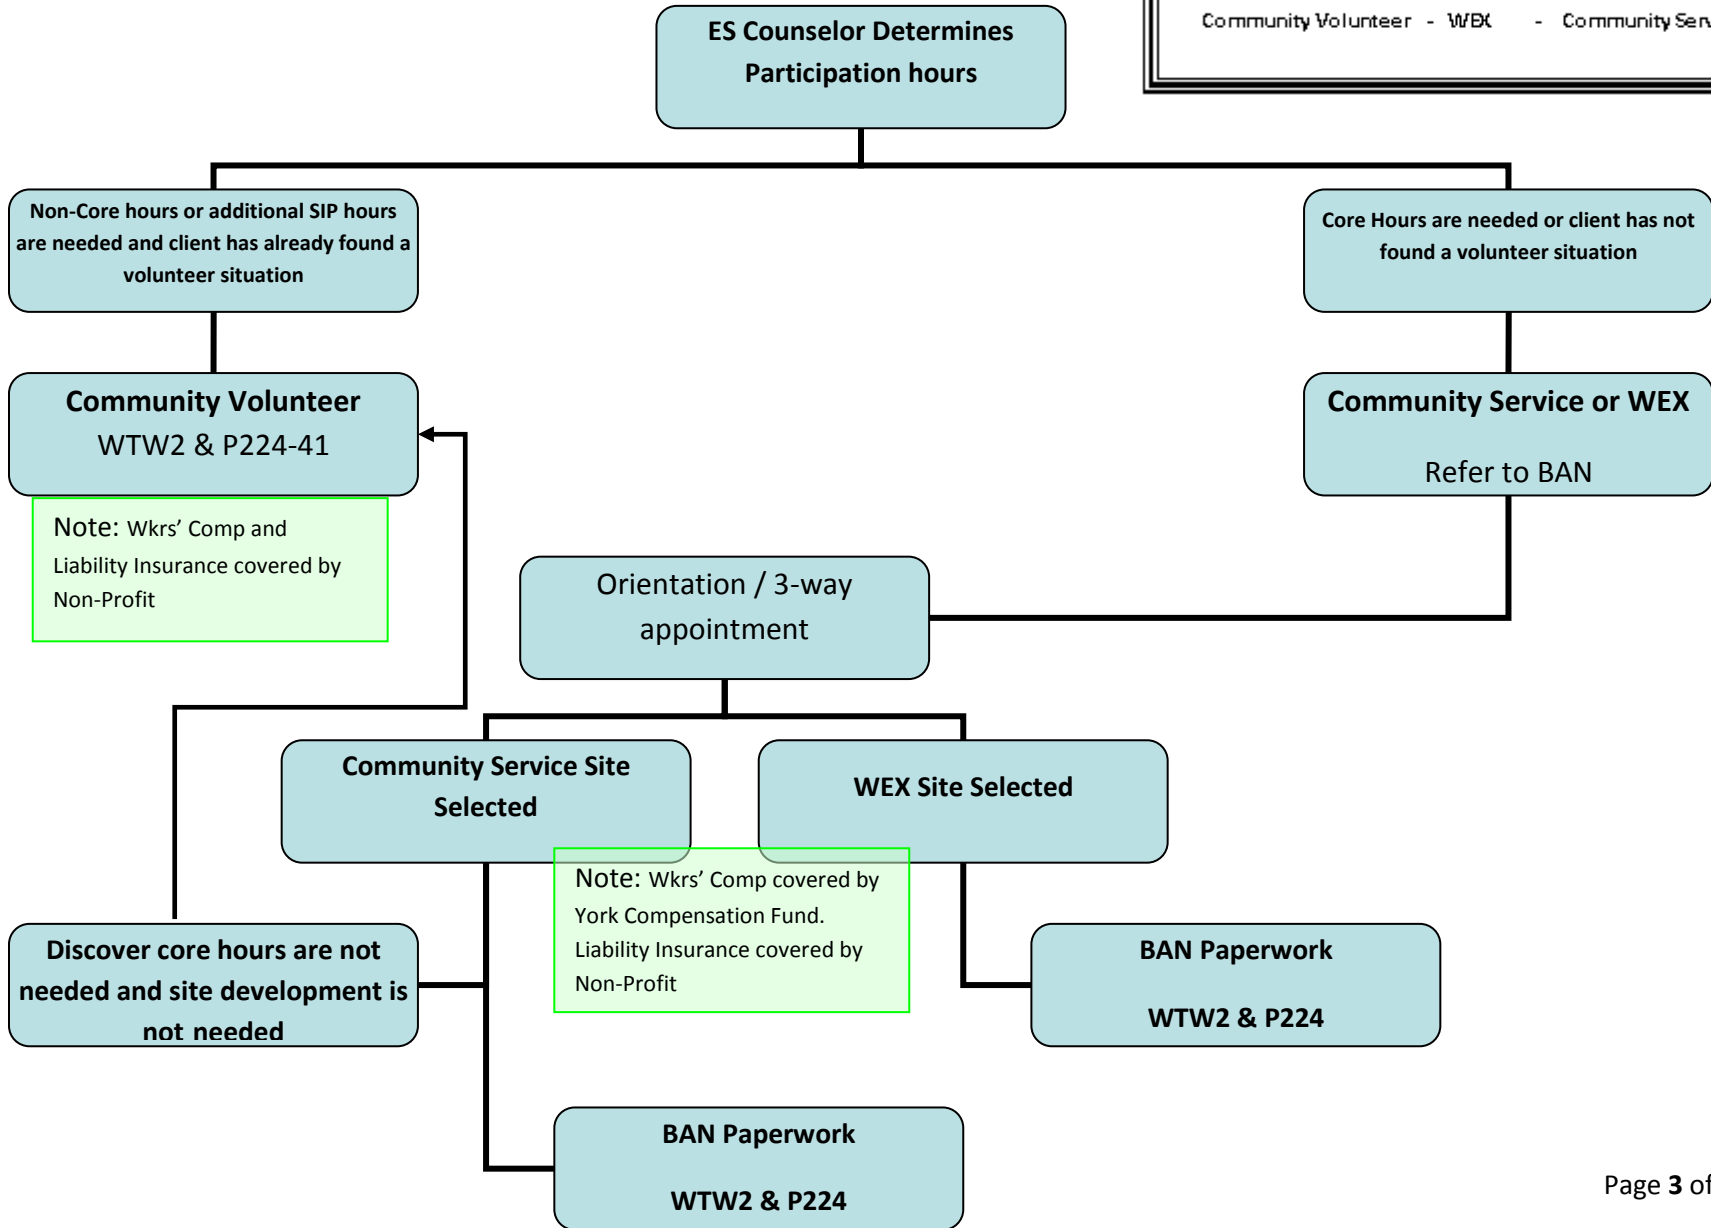 Community Volunteer - WEX - Community Serv
ES Counselor Determines
Participation hours
Non-Core hours or additional SIP hours
are needed and client has already found a
volunteer situation
Core Hours are needed or client has not
found a volunteer situation
Community Volunteer
WTW2 & P224-41
Community Service or WEX
Refer to BAN
Note: Wkrs’ Comp and
Liability Insurance covered by
Non-Profit
Orientation / 3-way
appointment
Community Service Site
Selected
WEX Site Selected
Note: Wkrs’ Comp covered by
York Compensation Fund.
Liability Insurance covered by
Non-Profit
Discover core hours are not
needed and site development is
not needed
BAN Paperwork
WTW2 & P224
BAN Paperwork
WTW2 & P224
Page 3 of